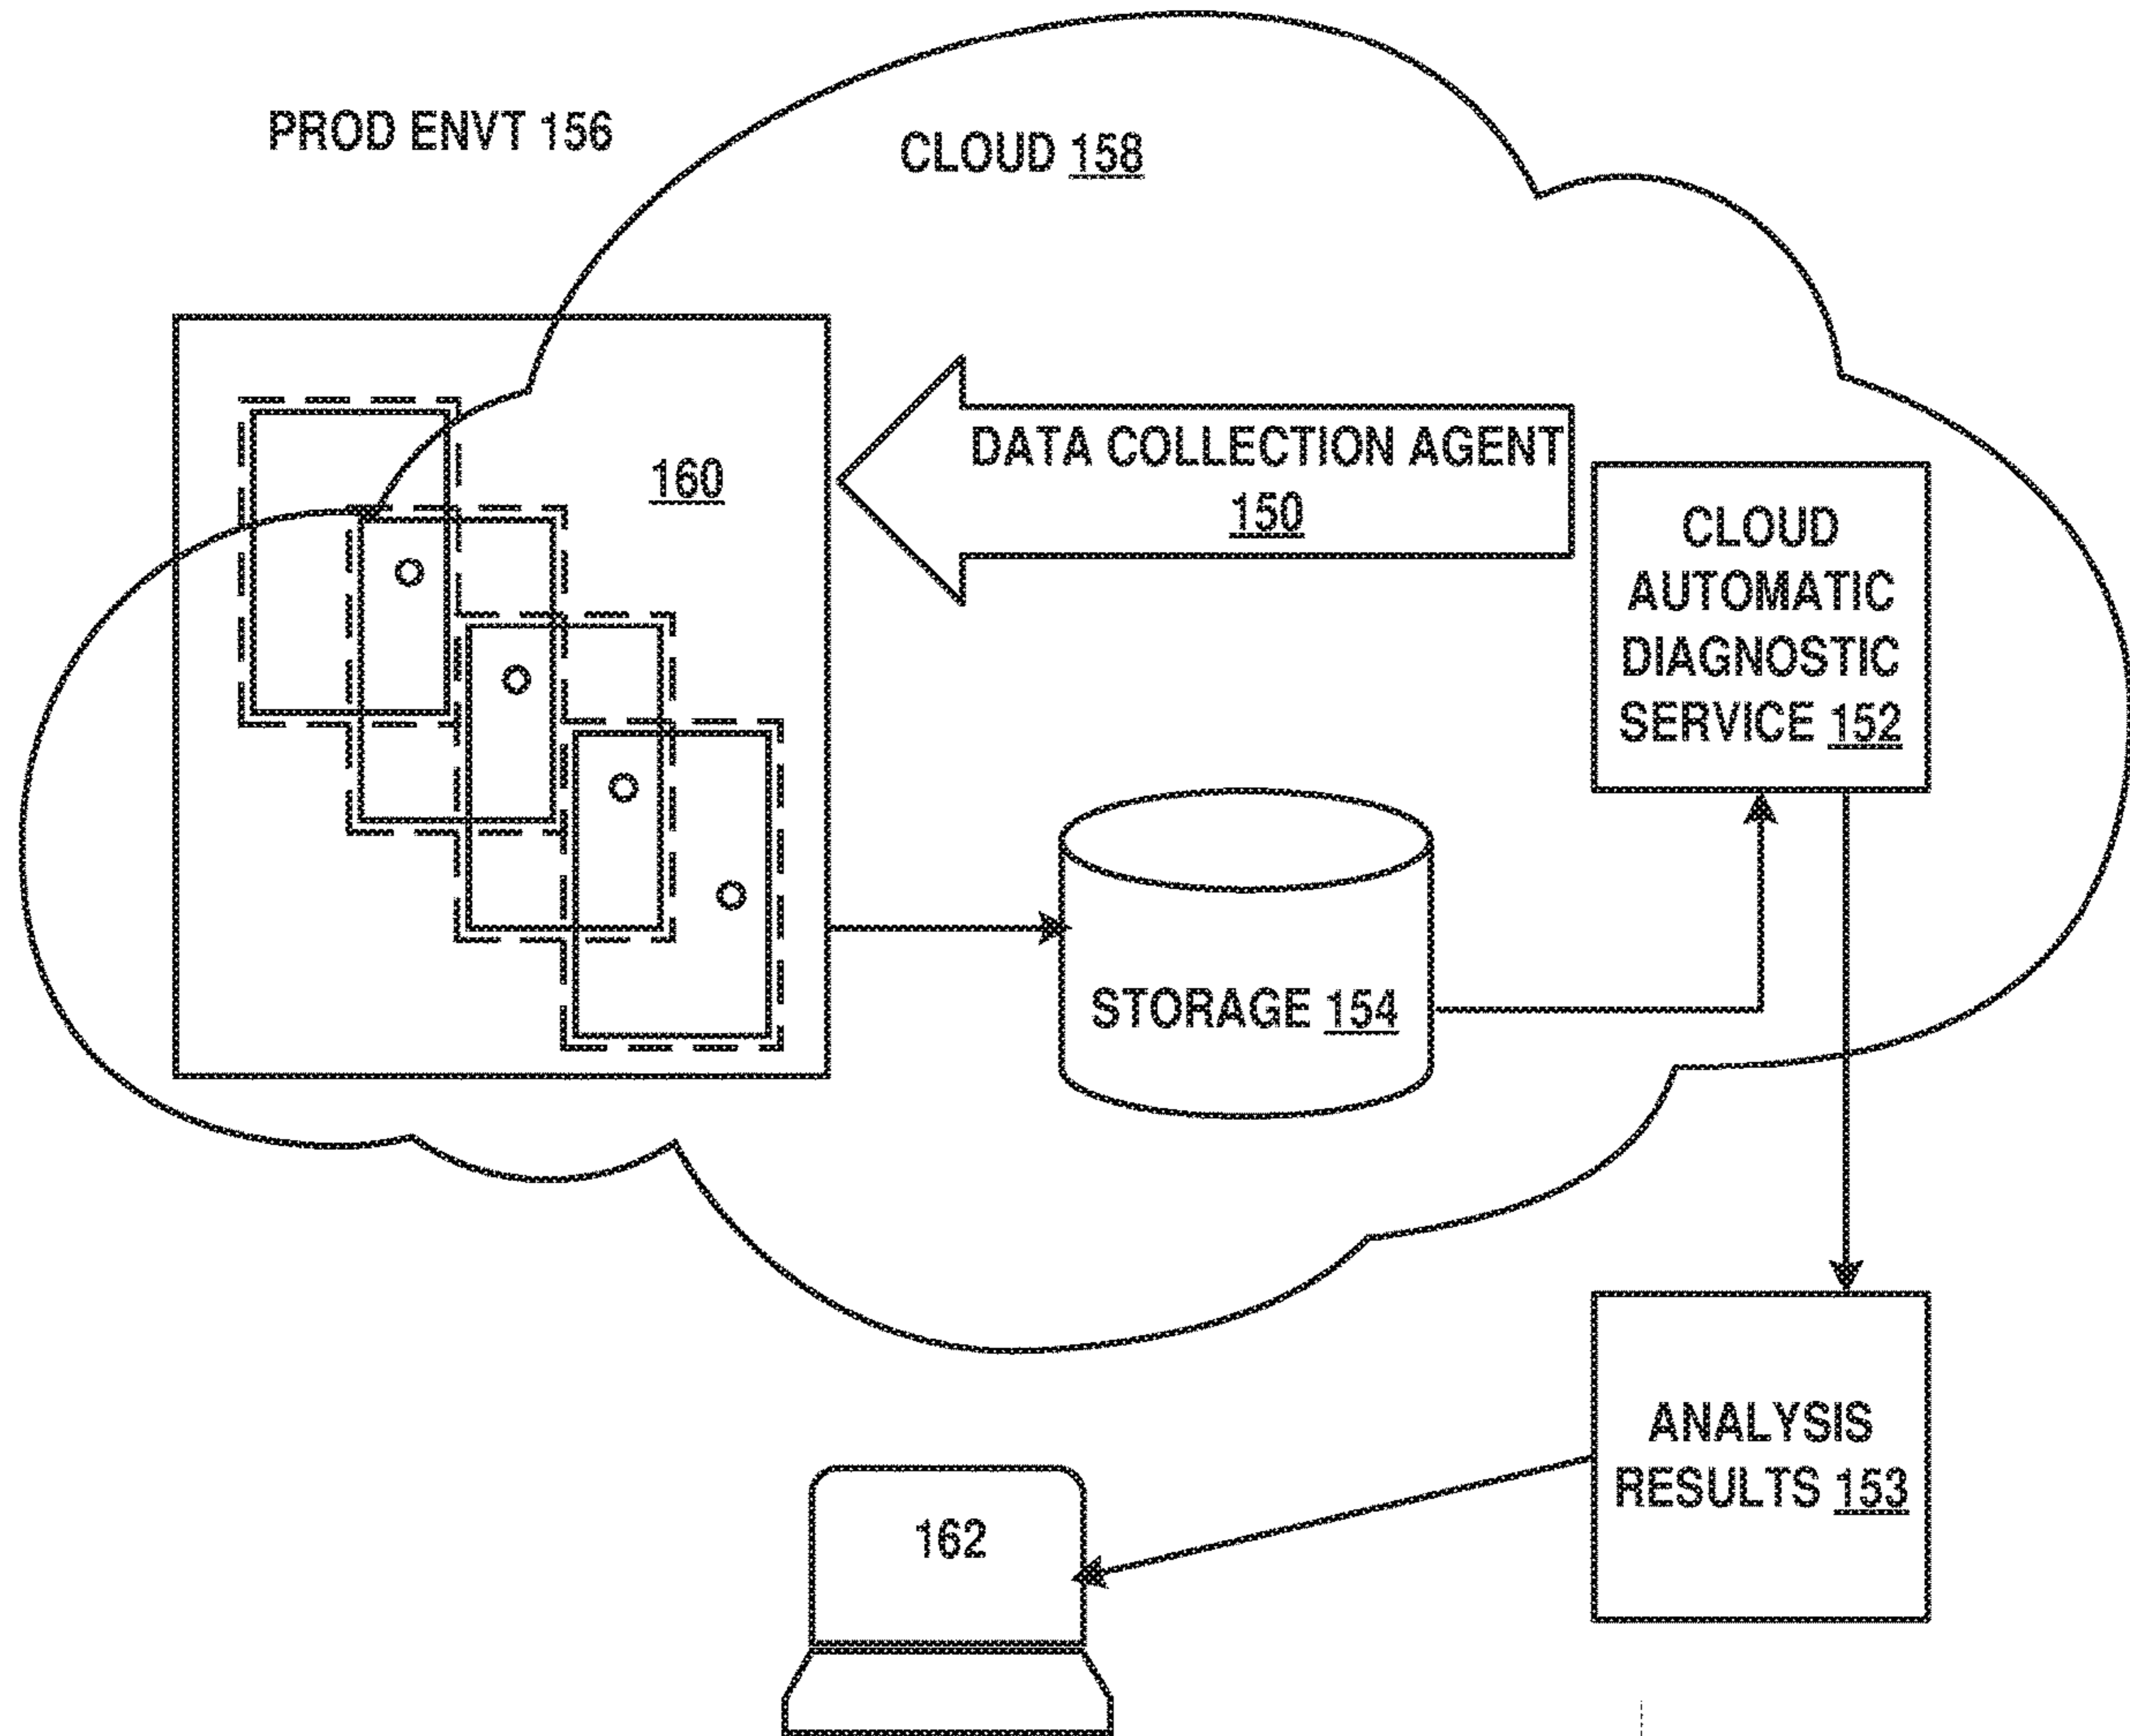 PROD ENVT 156
CLOUD 158
160
DATA COLLECTION AGENT
150
CLOUD
AUTOMATIC
DIAGNOSTIC
SERVICE 152
STORAGE 154
ANALYSIS
RESULTS 153
162